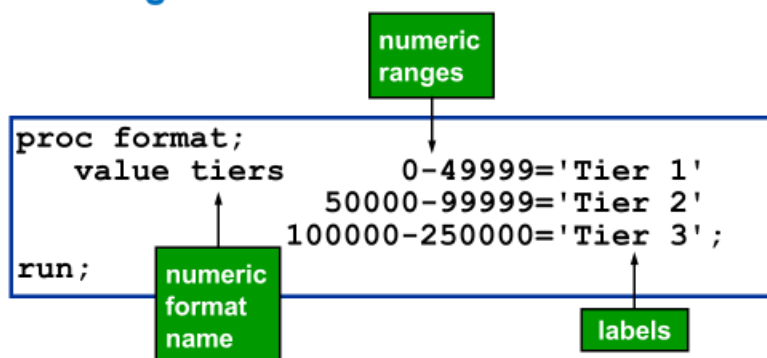 numeric
ranges
proc format;
value tiers 0-49999='Tier 1'
50000-99999='Tier 2'
100000-250000='Tier 3';
run;
numeric
format
name
labels